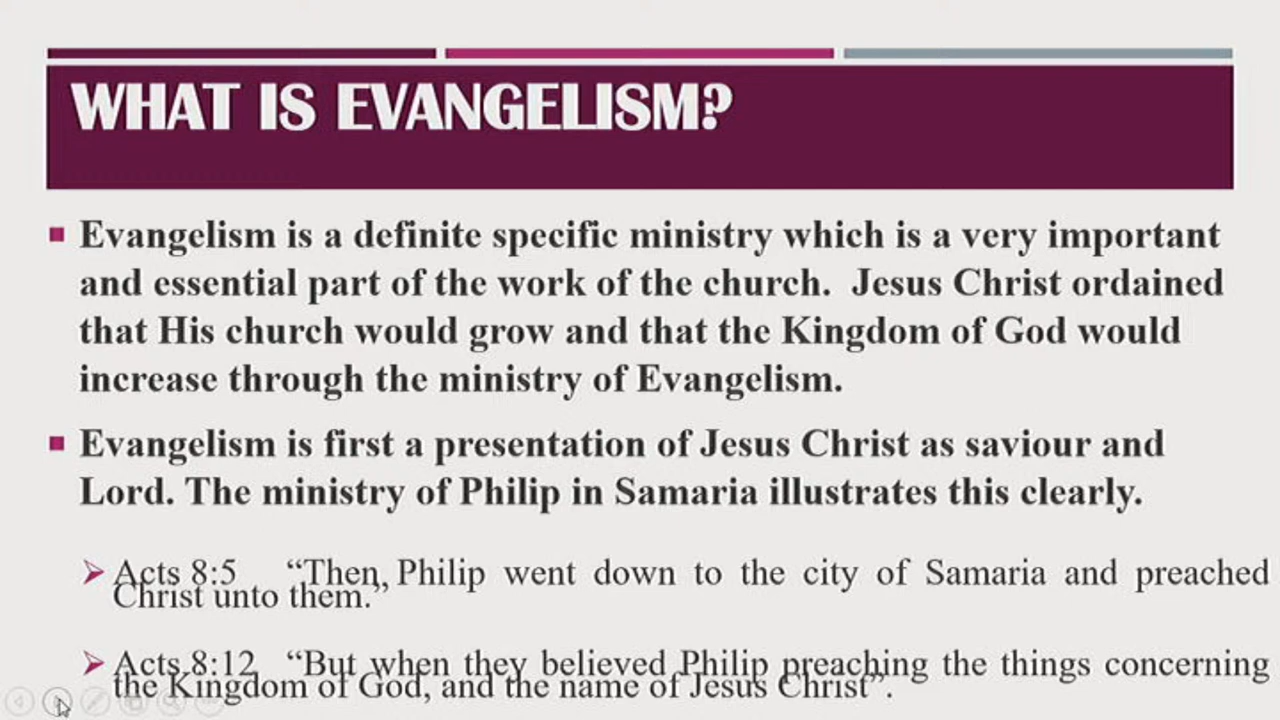 WHAT IS EVANGELISM?
Evangelism is a definite specific ministry which is a very important
and essential part of the work of the church. Jesus Christ ordained
that His church would grow and that the Kingdom of God would
increase through the ministry of Evangelism.
Evangelism is first a presentation of Jesus Christ as saviour and
Lord. The ministry of Philip in Samaria illustrates this clearly.
Acts 8:5 “Then, Philip went down to the city of Samaria and preached
Christ unto them.”
Acts 8:12 “But when they believed Philip preaching the things concerning
the Kingdom of God, and the name of Jesus Christ”.